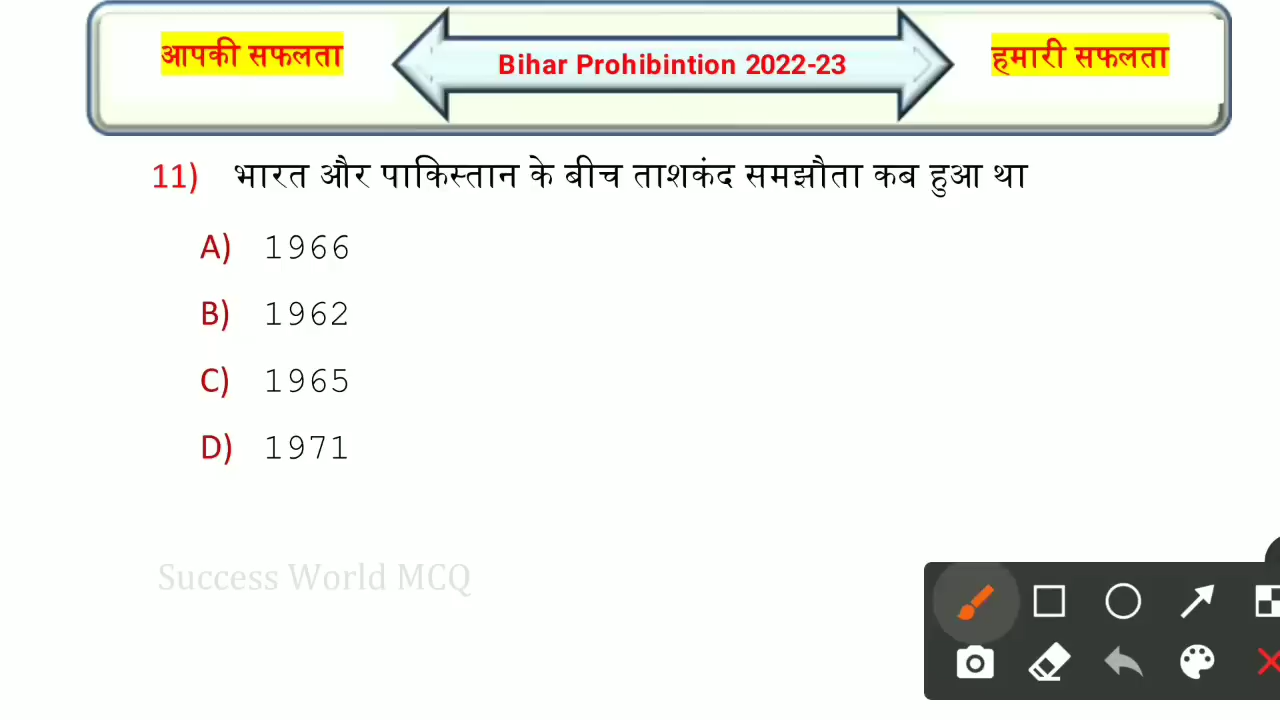 आपकी सफलता
Bihar Prohibintion 2022-23
हमारी सफलता
11) भारत और पाकिस्तान के बीच ताशकंद समझौता कब हुआ था
A) 1966
B) 1962
C) 1965
D) 1971
Success World MCQ